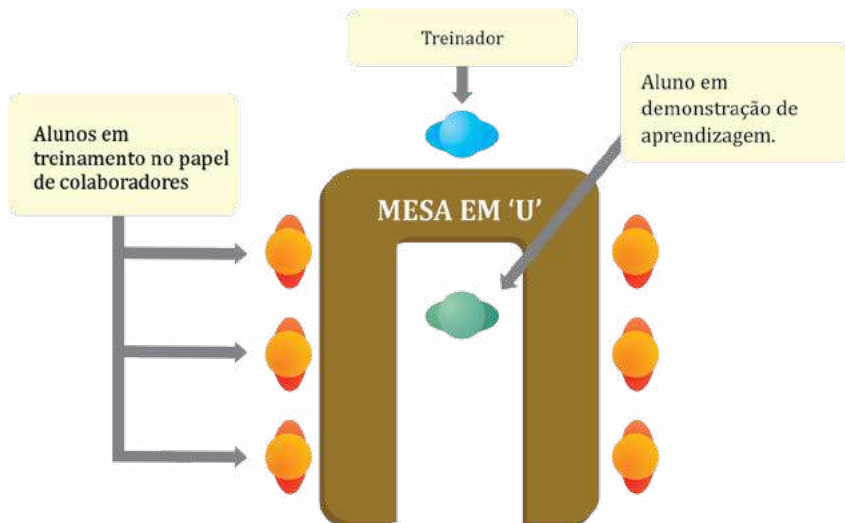 Treinador
Aluno em
demonstração de
aprendizagem.
Alunos em
treinamento no papel
de colaboradores
MESA EM ‘U’